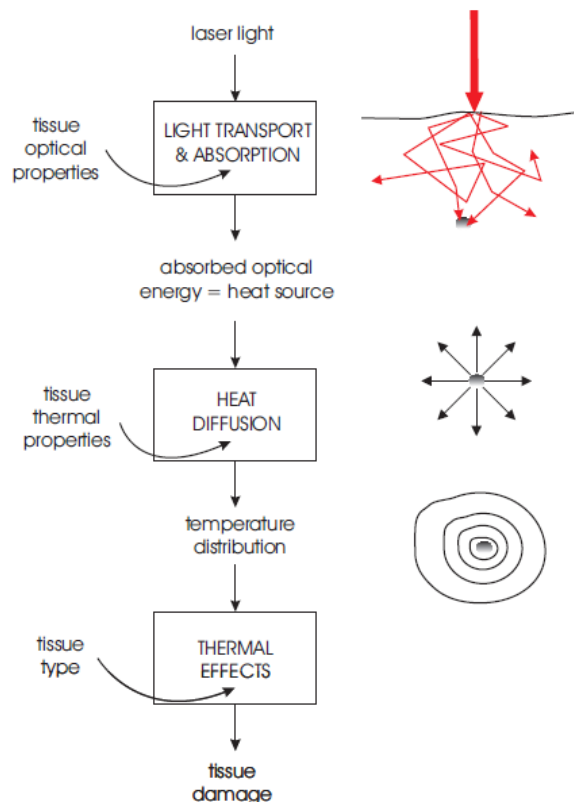 laser light
tissue
optical
properties
LIGHT TRANSPORT
& ABSORPTION
absorbed optical
energy = heat source
tissue
thermal
properties
HEAT
DIFFUSION
temperature
distribution
tissue
type
THERMAL
EFFECTS
tissue
damage